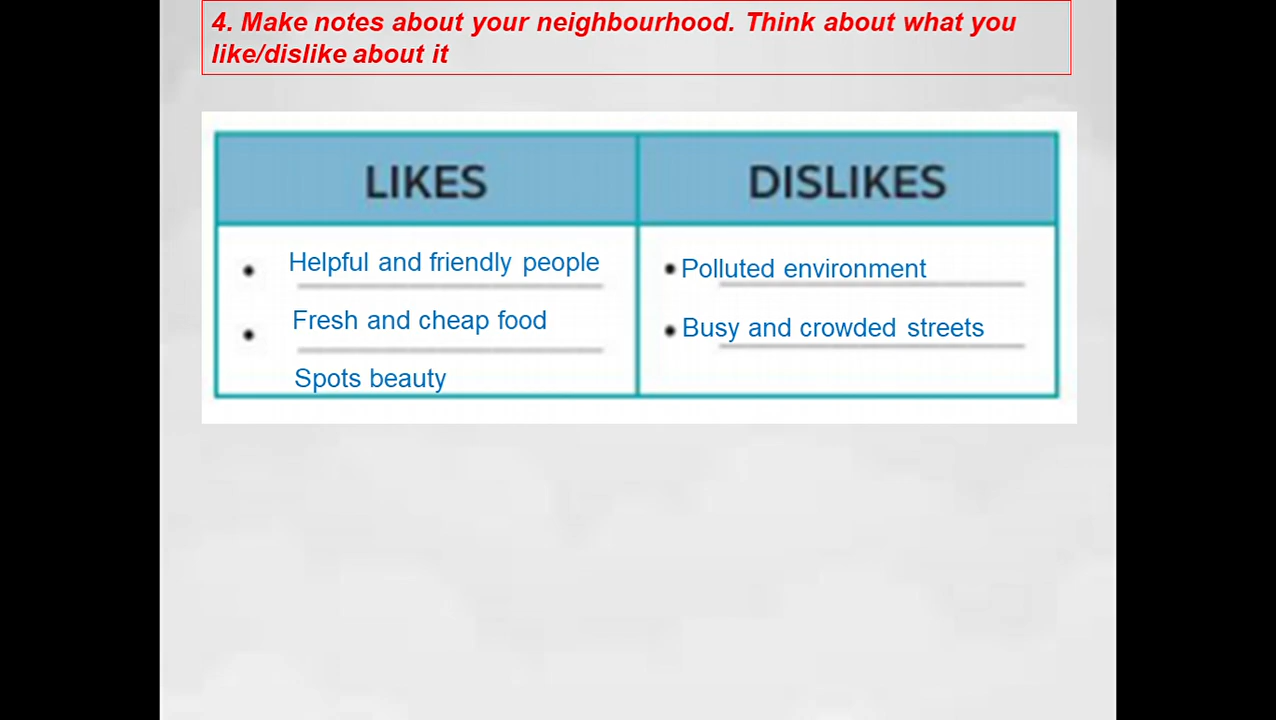 4. Make notes about your neighbourhood. Think about what you
like/dislike about it
LIKES
DISLIKES
• Helpful and friendly people
• Fresh and cheap food
Spots beauty
• Polluted environment
• Busy and crowded streets